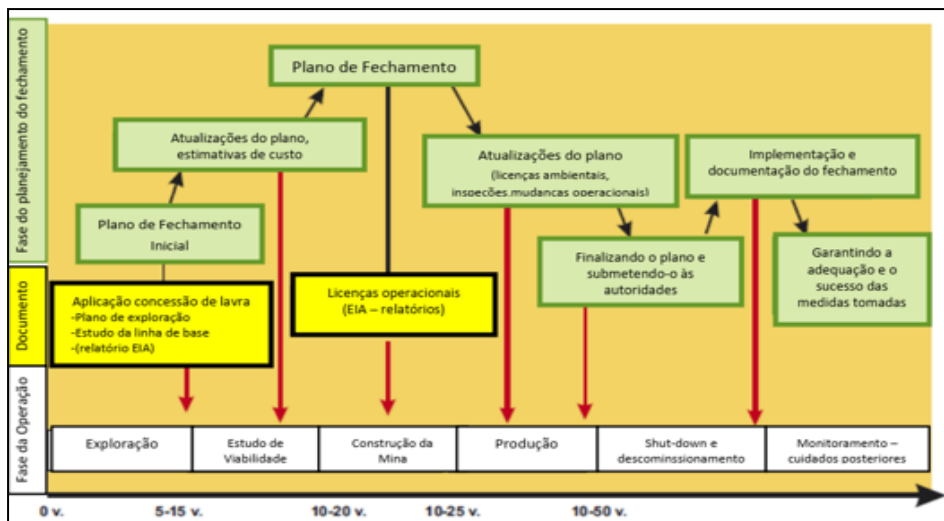 Fase do planejamento do fechamento
Plano de Fechamento
Atualizações do plano,
estimativas de custo
Atualizações do plano
(licenças ambientais,
inspeções,mudanças operacionais)
Implementação e
documentação do fechamento
Plano de Fechamento
Inicial
Finalizando o plano e
submetendo-o às
autoridades
Garantindo a
adequação e o
sucesso das
medidas tomadas
Documento
Aplicação concessão de lavra
-Plano de exploração
-Estudo da linha de base
-(relatório EIA)
Licenças operacionais
(EIA – relatórios)
Fase da Operação
Exploração
Estudo de
Viabilidade
Construção da
Mina
Produção
Shut-down e
descominssionamento
Monitoramento –
cuidados posteriores
0 v.
5-15 v.
10-20 v.
10-25 v.
10-50 v.